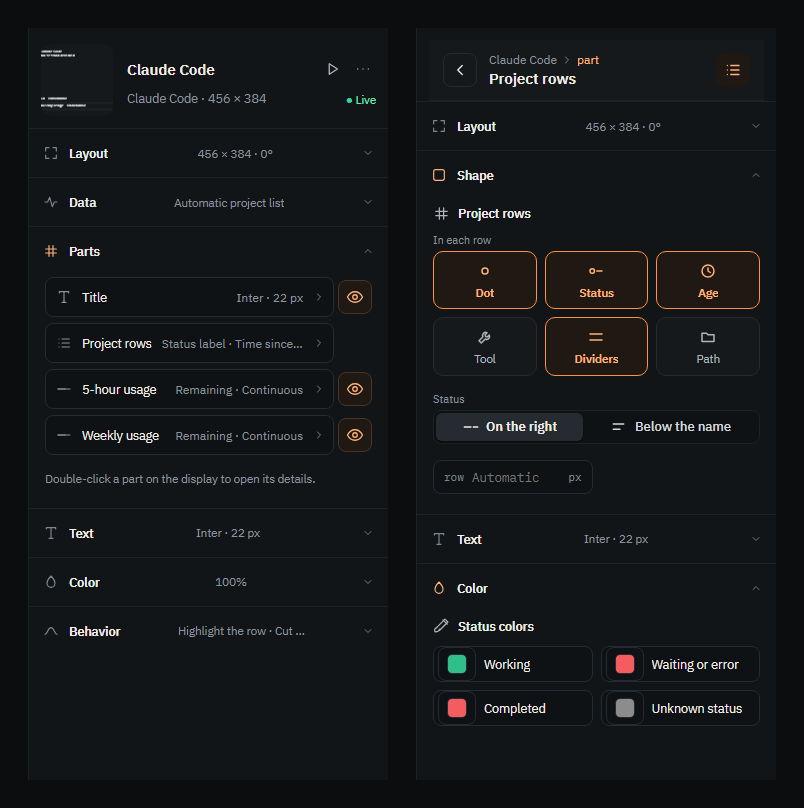 Claude Code
Claude Code · 456 × 384
Live
Layout
456 × 384 · 0°
Data
Automatic project list
Parts
Title
Inter · 22 px
Project rows
Status label · Time since...
5-hour usage
Remaining · Continuous
Weekly usage
Remaining · Continuous
Double-click a part on the display to open its details.
Text
Inter · 22 px
Color
100%
Behavior
Highlight the row · Cut ...
Claude Code > part
Project rows
Layout
456 × 384 · 0°
Shape
Project rows
In each row
Dot
Status
Age
Tool
Dividers
Path
Status
On the right
Below the name
row Automatic px
Text
Inter · 22 px
Color
Status colors
Working
Waiting or error
Completed
Unknown status